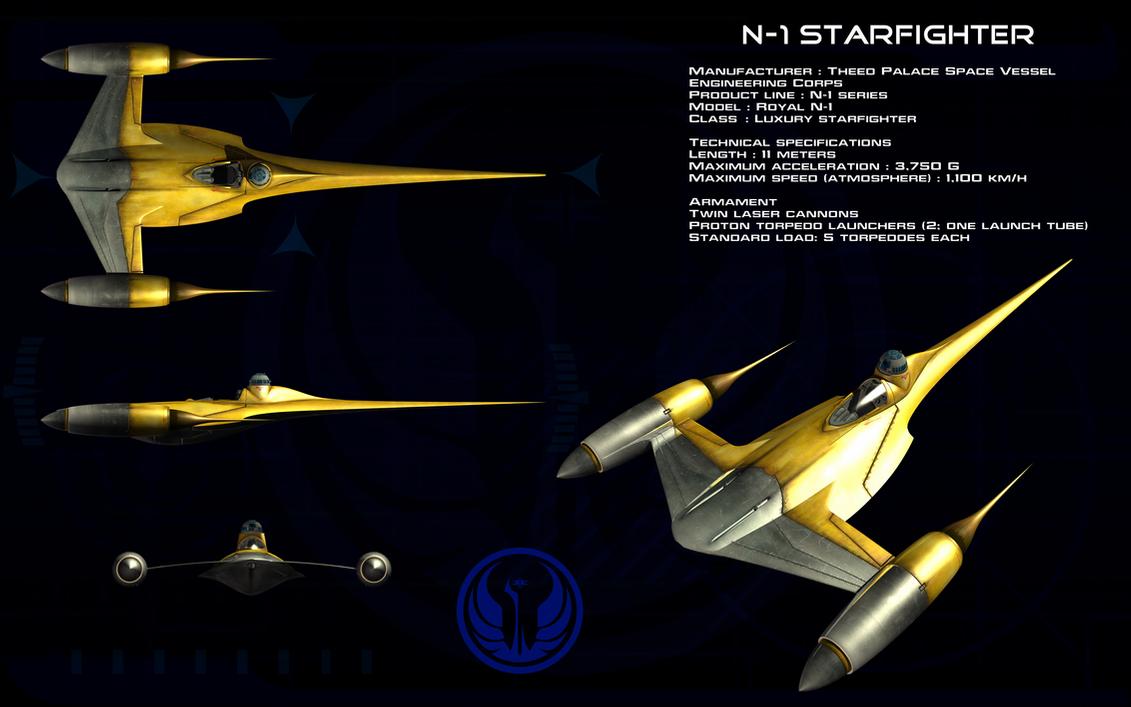 N-1 STARFIGHTER
MANUFACTURER : THEED PALACE SPACE VESSEL
ENGINEERING CORPS
PRODUCT LINE : N-1 SERIES
MODEL : ROYAL N-1
CLASS : LUXURY STARFIGHTER
TECHNICAL SPECIFICATIONS
LENGTH : 11 METERS
MAXIMUM ACCELERATION : 3,750 G
MAXIMUM SPEED (ATMOSPHERE) : 1,100 KM/H
ARMAMENT
TWIN LASER CANNONS
PROTON TORPEDO LAUNCHERS (2; ONE LAUNCH TUBE)
STANDARD LOAD: 5 TORPEDOES EACH